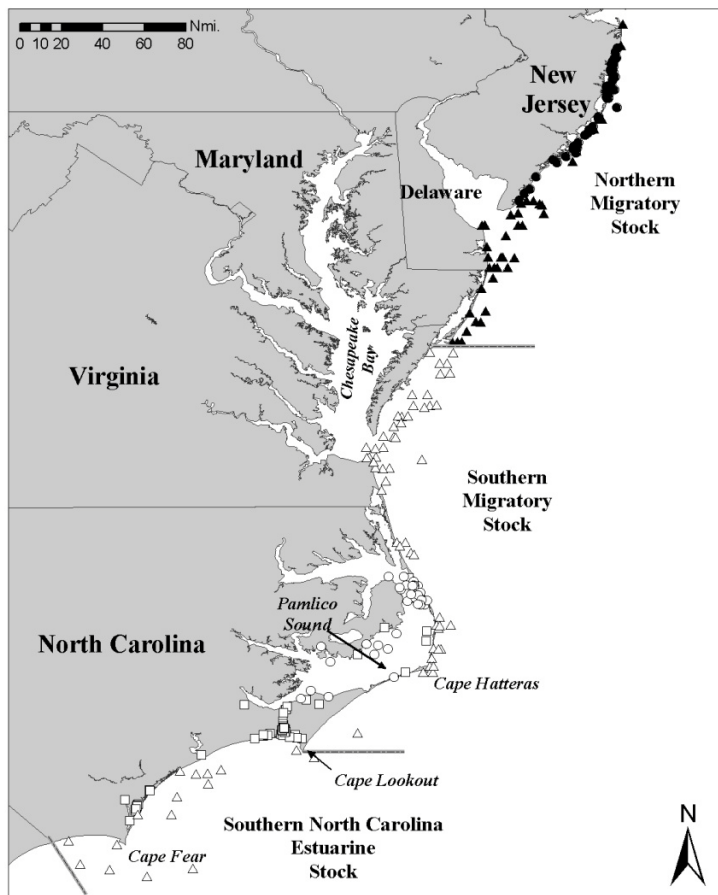 Nmi.
0 10 20 40 60 80
New
Jersey
Maryland
Delaware
Northern
Migratory
Stock
Chesapeake
Bay
Virginia
Southern
Migratory
Stock
Pamlico
Sound
North Carolina
Cape Hatteras
Cape Lookout
Southern North Carolina
Estuarine
Stock
Cape Fear
N